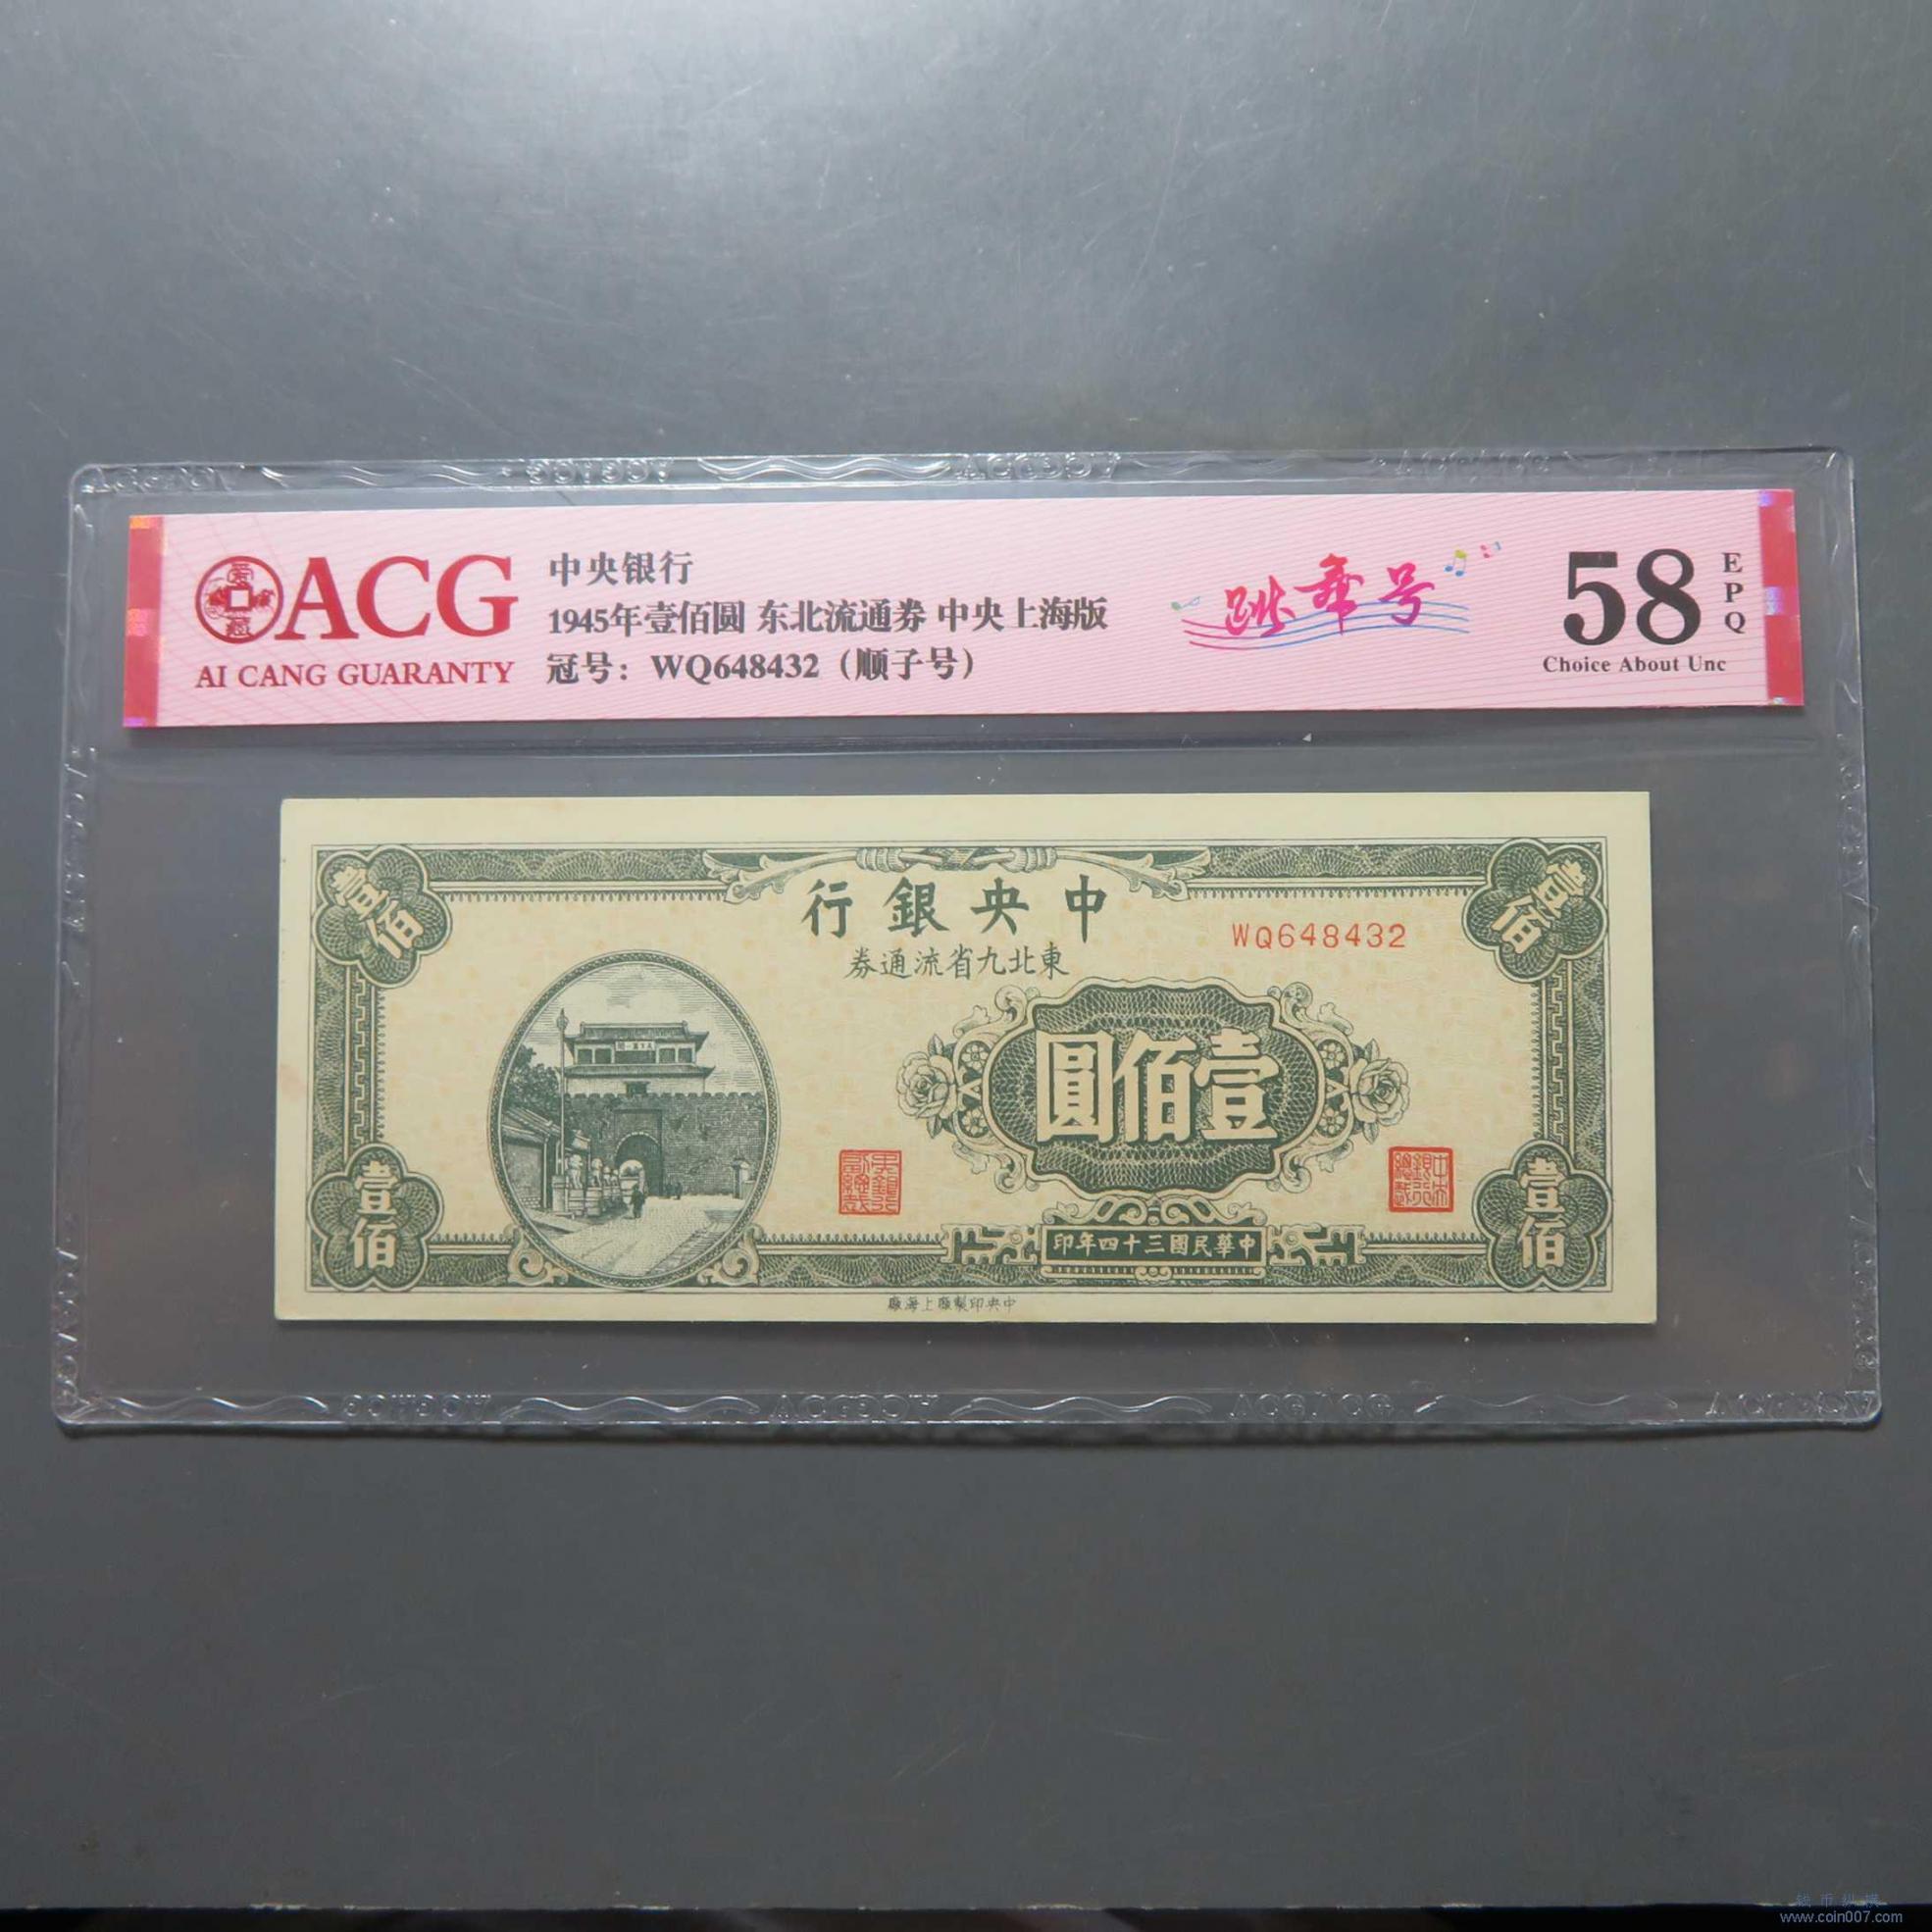 ACG
AI CANG GUARANTY
中央银行
1945年壹佰圆 东北流通券 中央上海版
冠号：WQ648432（顺子号）
跳舞号
58
EPQ
Choice About Unc
壹佰
行銀央中
券通流省九北東
WQ648432
壹佰
圓佰壹
壹佰
印年四十三國民華中
壹佰
廠海上廠製印央中
钱币纵横
www.coin007.com